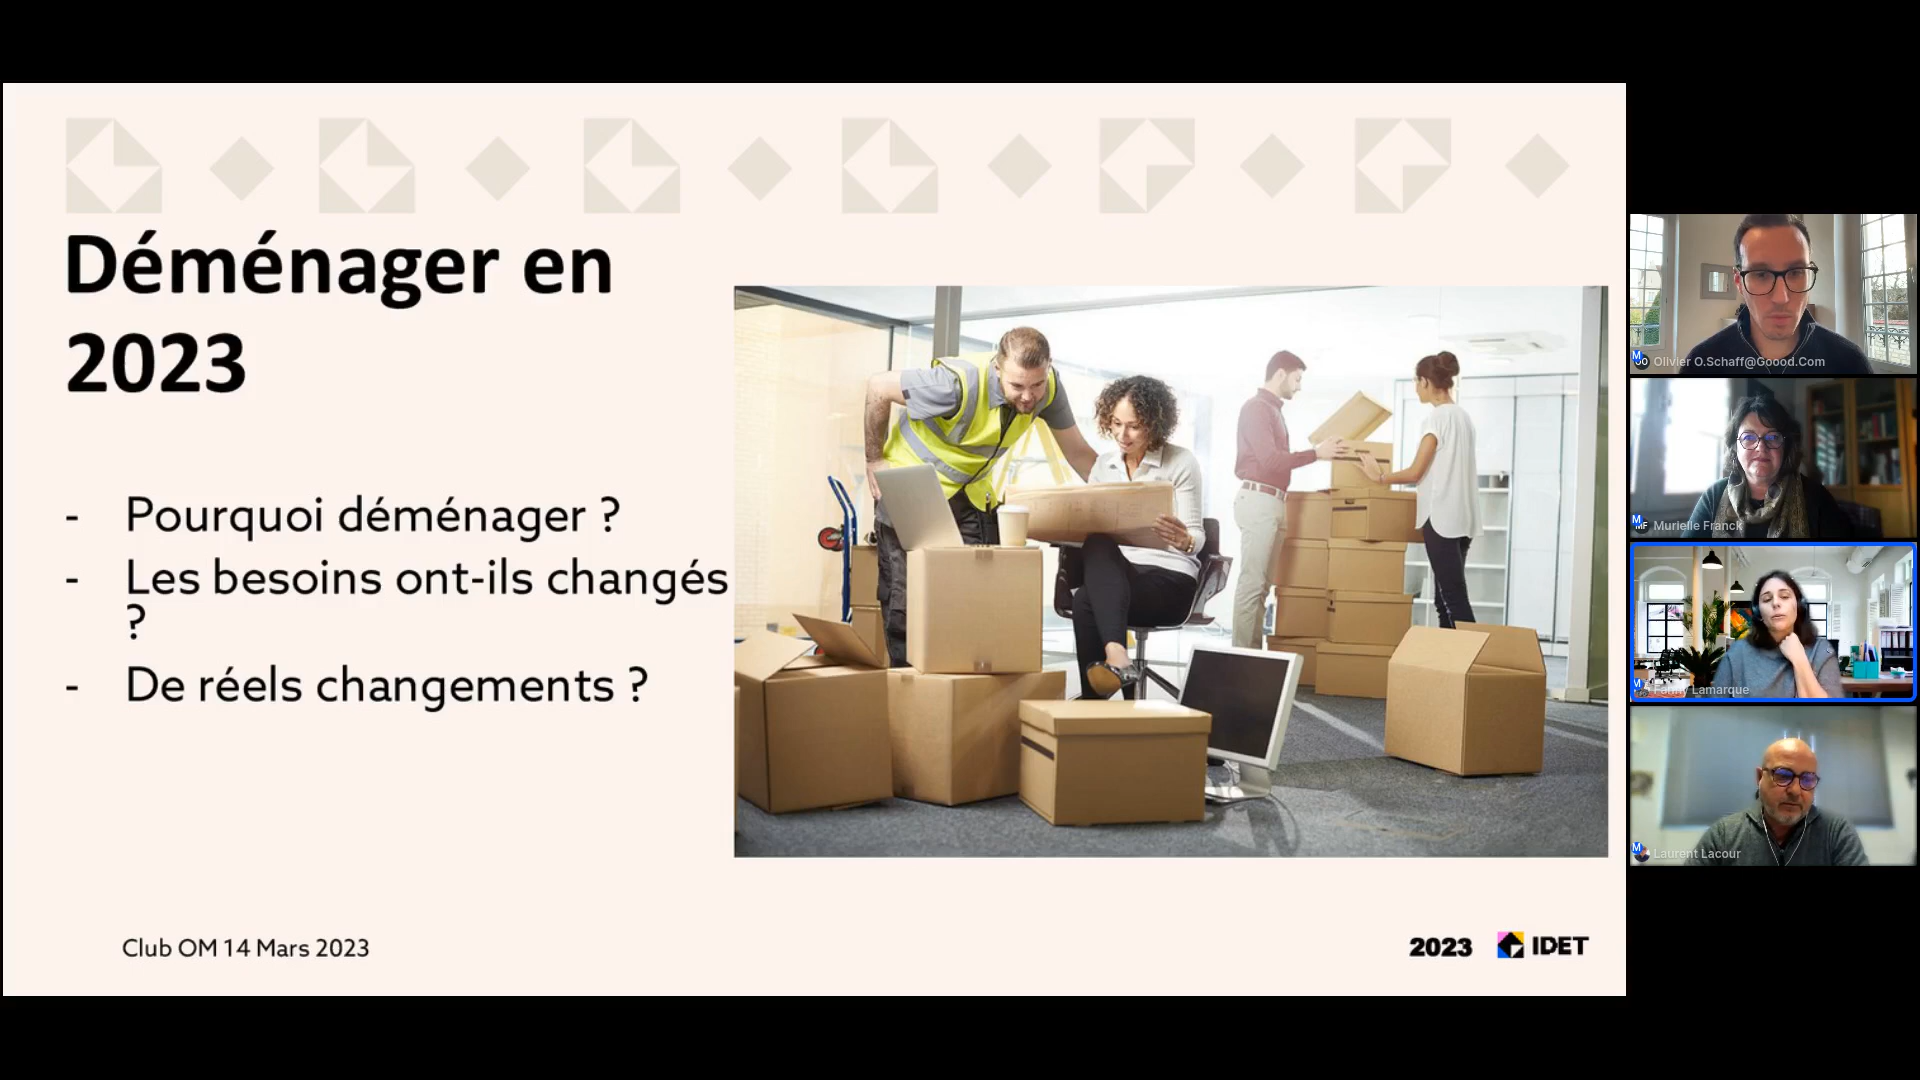 Déménager en
2023
- Pourquoi déménager ?
- Les besoins ont-ils changés
?
- De réels changements ?
Club OM 14 Mars 2023
2023 IDET
Olivier O.Schaff@Goood.Com
Murielle Franck
Fanny Lamarque
Laurent Lacour